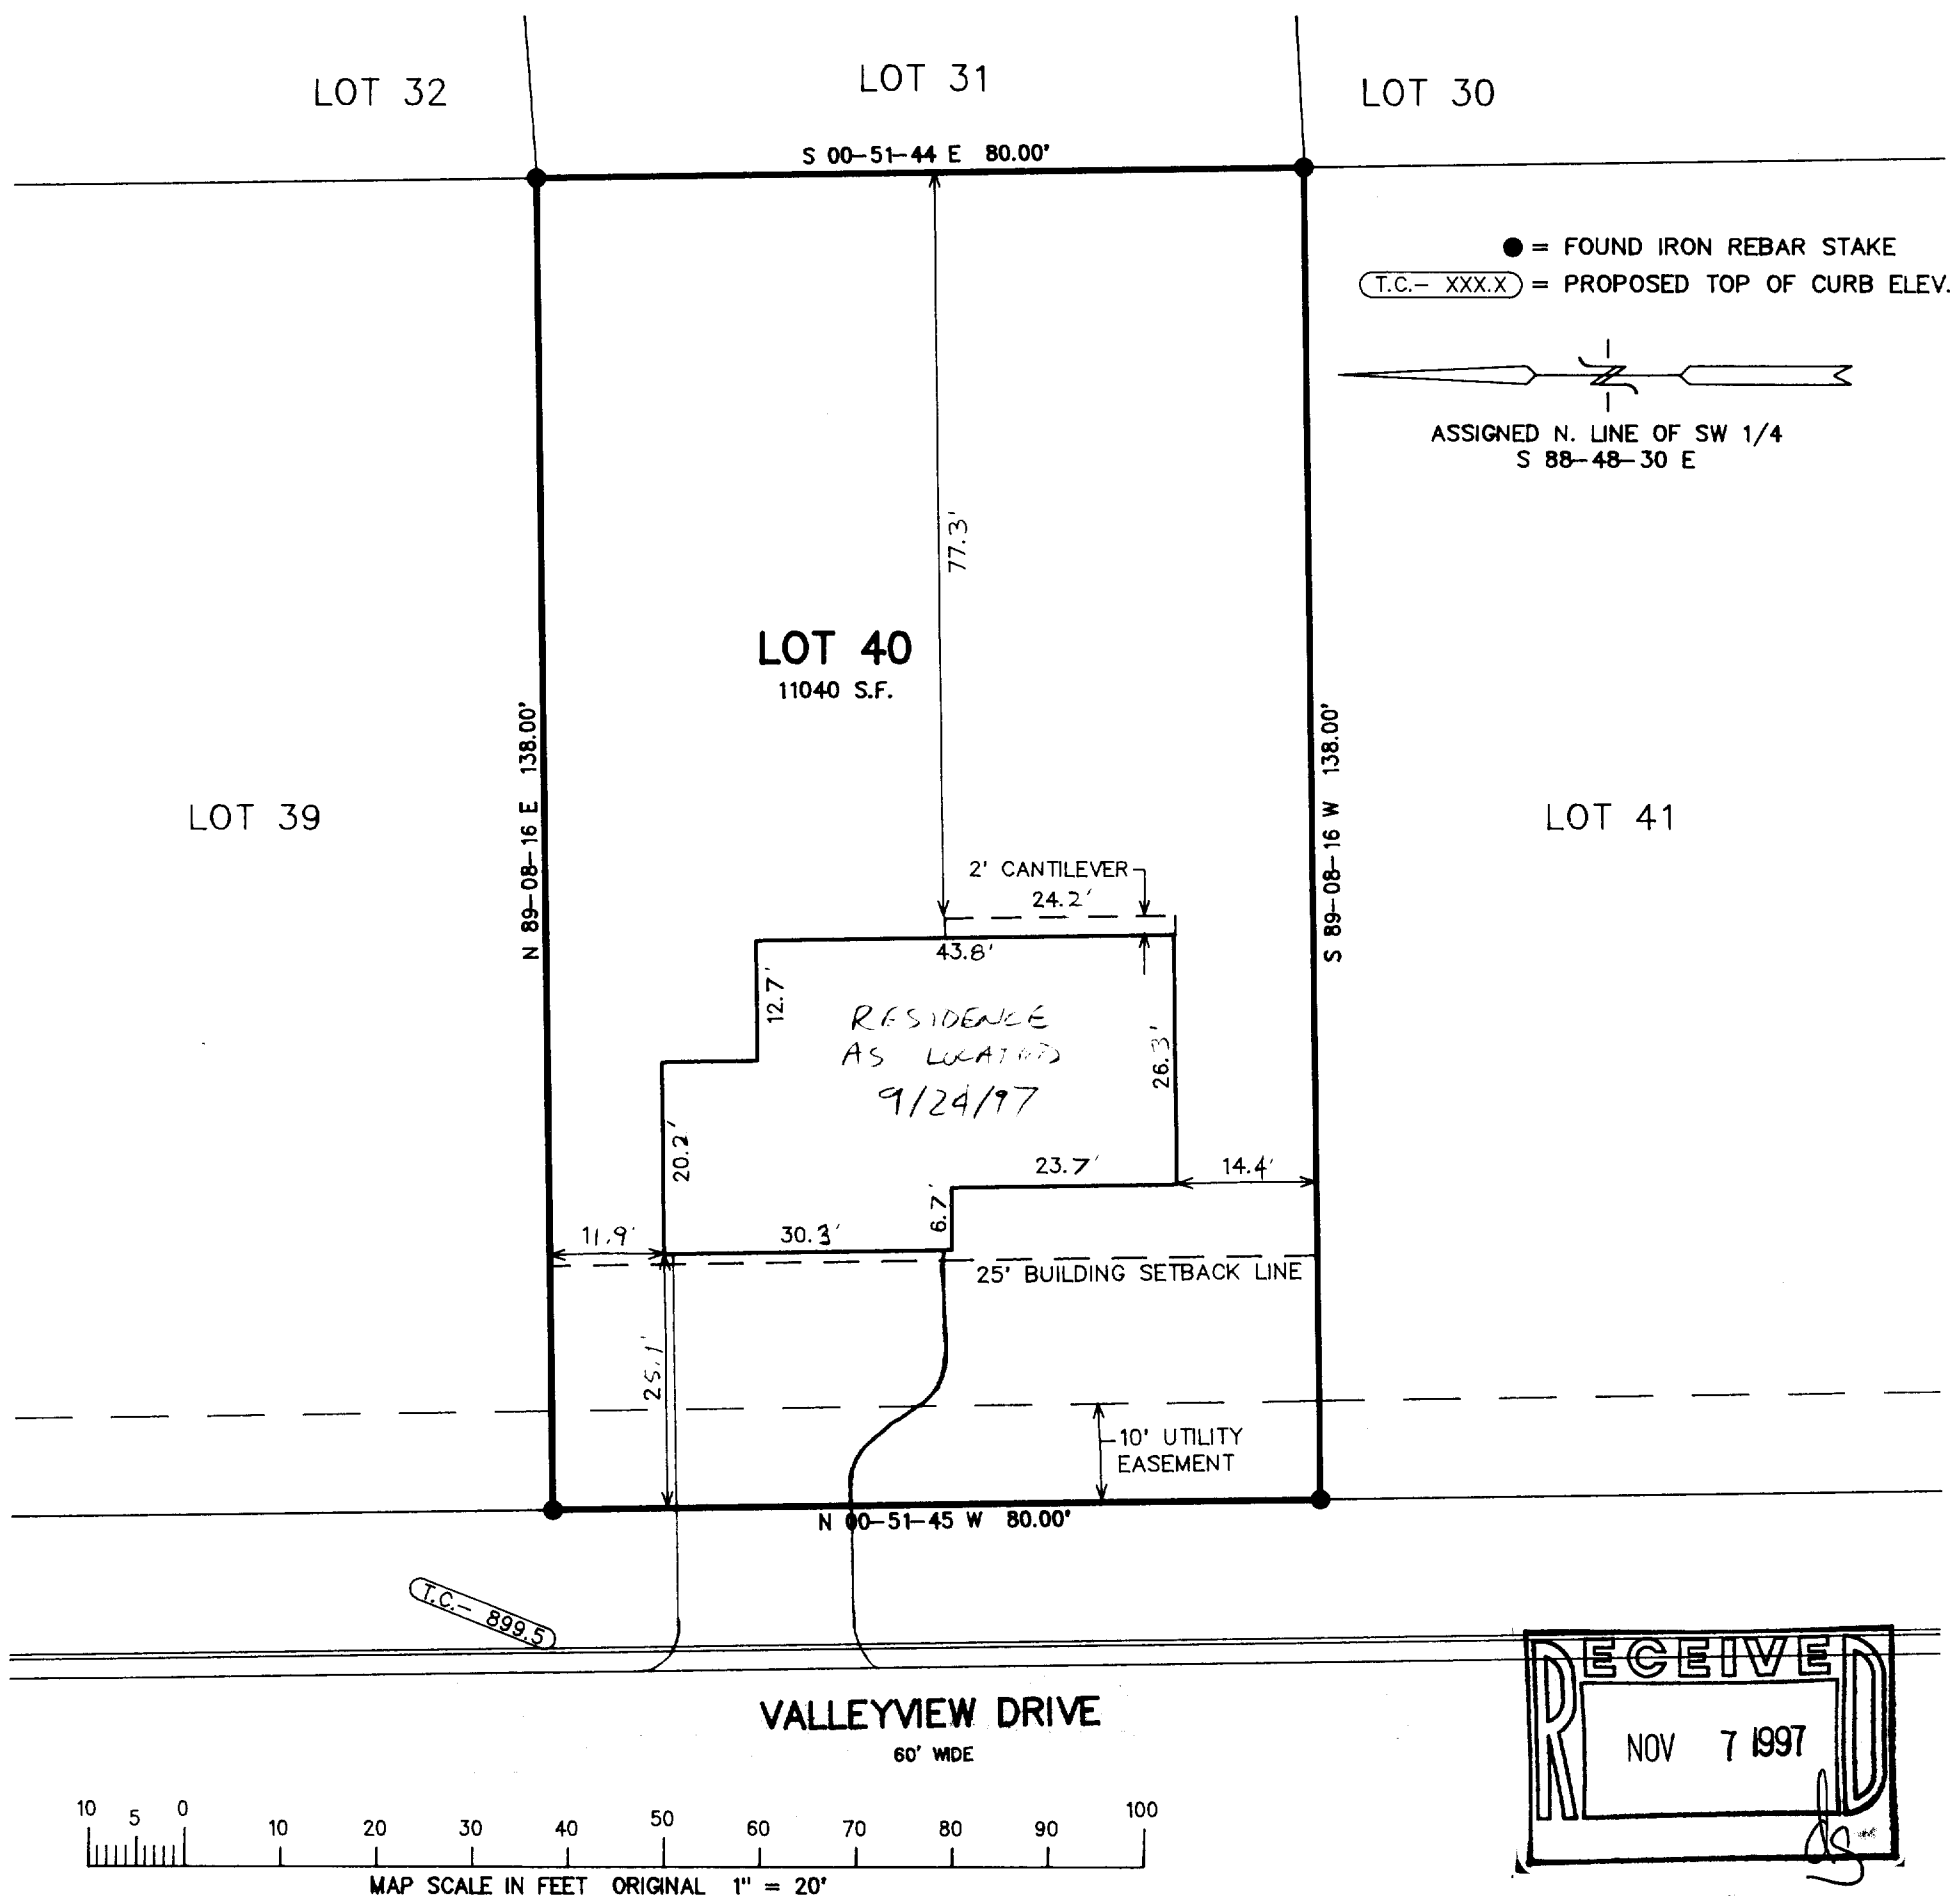 LOT 32
LOT 31
LOT 30
S 00-51-44 E 80.00'
● = FOUND IRON REBAR STAKE
T.C.- XXX.X = PROPOSED TOP OF CURB ELEV.
ASSIGNED N. LINE OF SW 1/4
S 88-48-30 E
77.3'
LOT 40
11040 S.F.
N 89-08-16 E 138.00'
S 89-08-16 W 138.00'
LOT 39
LOT 41
2' CANTILEVER
24.2'
43.8'
12.7'
RESIDENCE
AS LOCATED
9/24/97
26.3'
20.2'
23.7'
14.4'
6.7'
11.9'
30.3'
25' BUILDING SETBACK LINE
25.1'
10' UTILITY
EASEMENT
N 00-51-45 W 80.00'
T.C.- 899.5
VALLEYVIEW DRIVE
60' WIDE
RECEIVED
NOV 7 1997
ds
10 5 0 10 20 30 40 50 60 70 80 90 100
MAP SCALE IN FEET ORIGINAL 1" = 20'